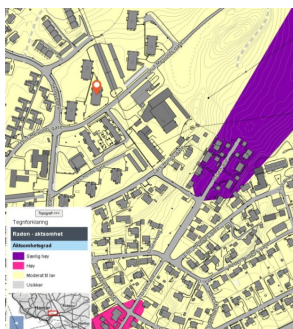 Topografi >>>
Tegnforklaring
Radon - aktsomhet
Aktsomhetsgrad
Særlig høy
Høy
Moderat til lav
Usikker